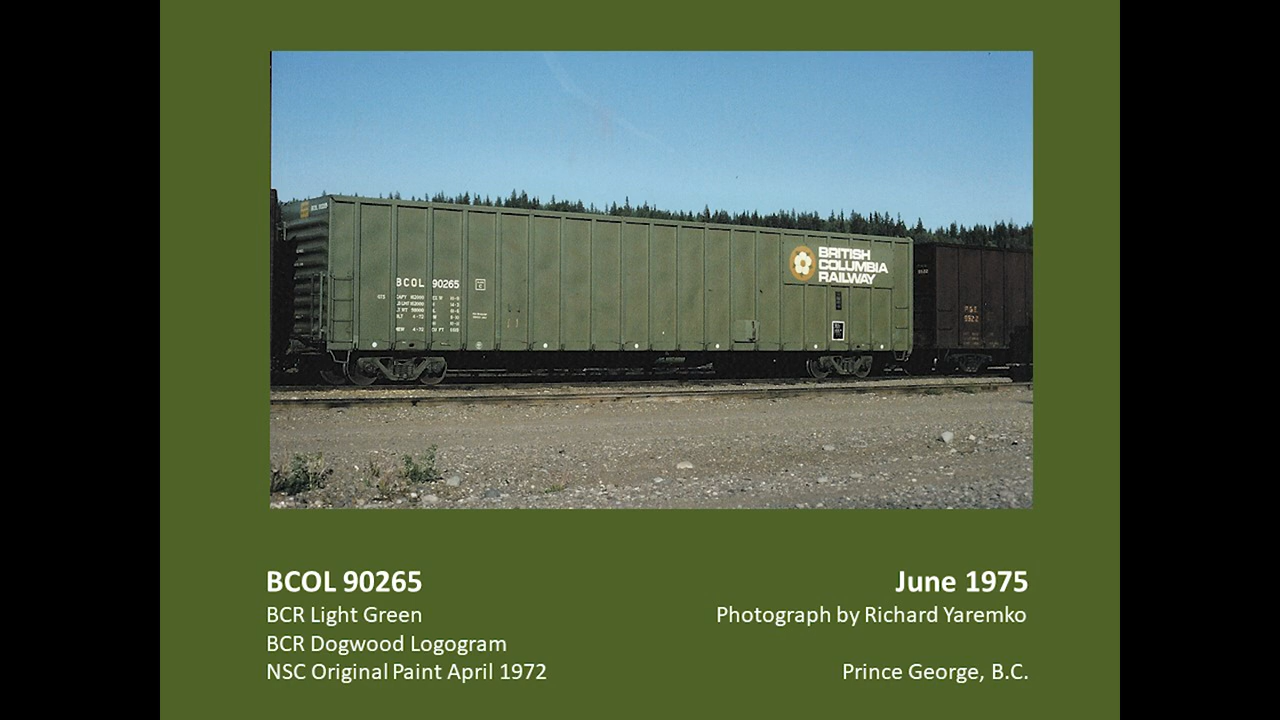 BRITISH
COLUMBIA
RAILWAY
BCOL 90265
BCOL 90265
June 1975
BCR Light Green
Photograph by Richard Yaremko
BCR Dogwood Logogram
NSC Original Paint April 1972
Prince George, B.C.